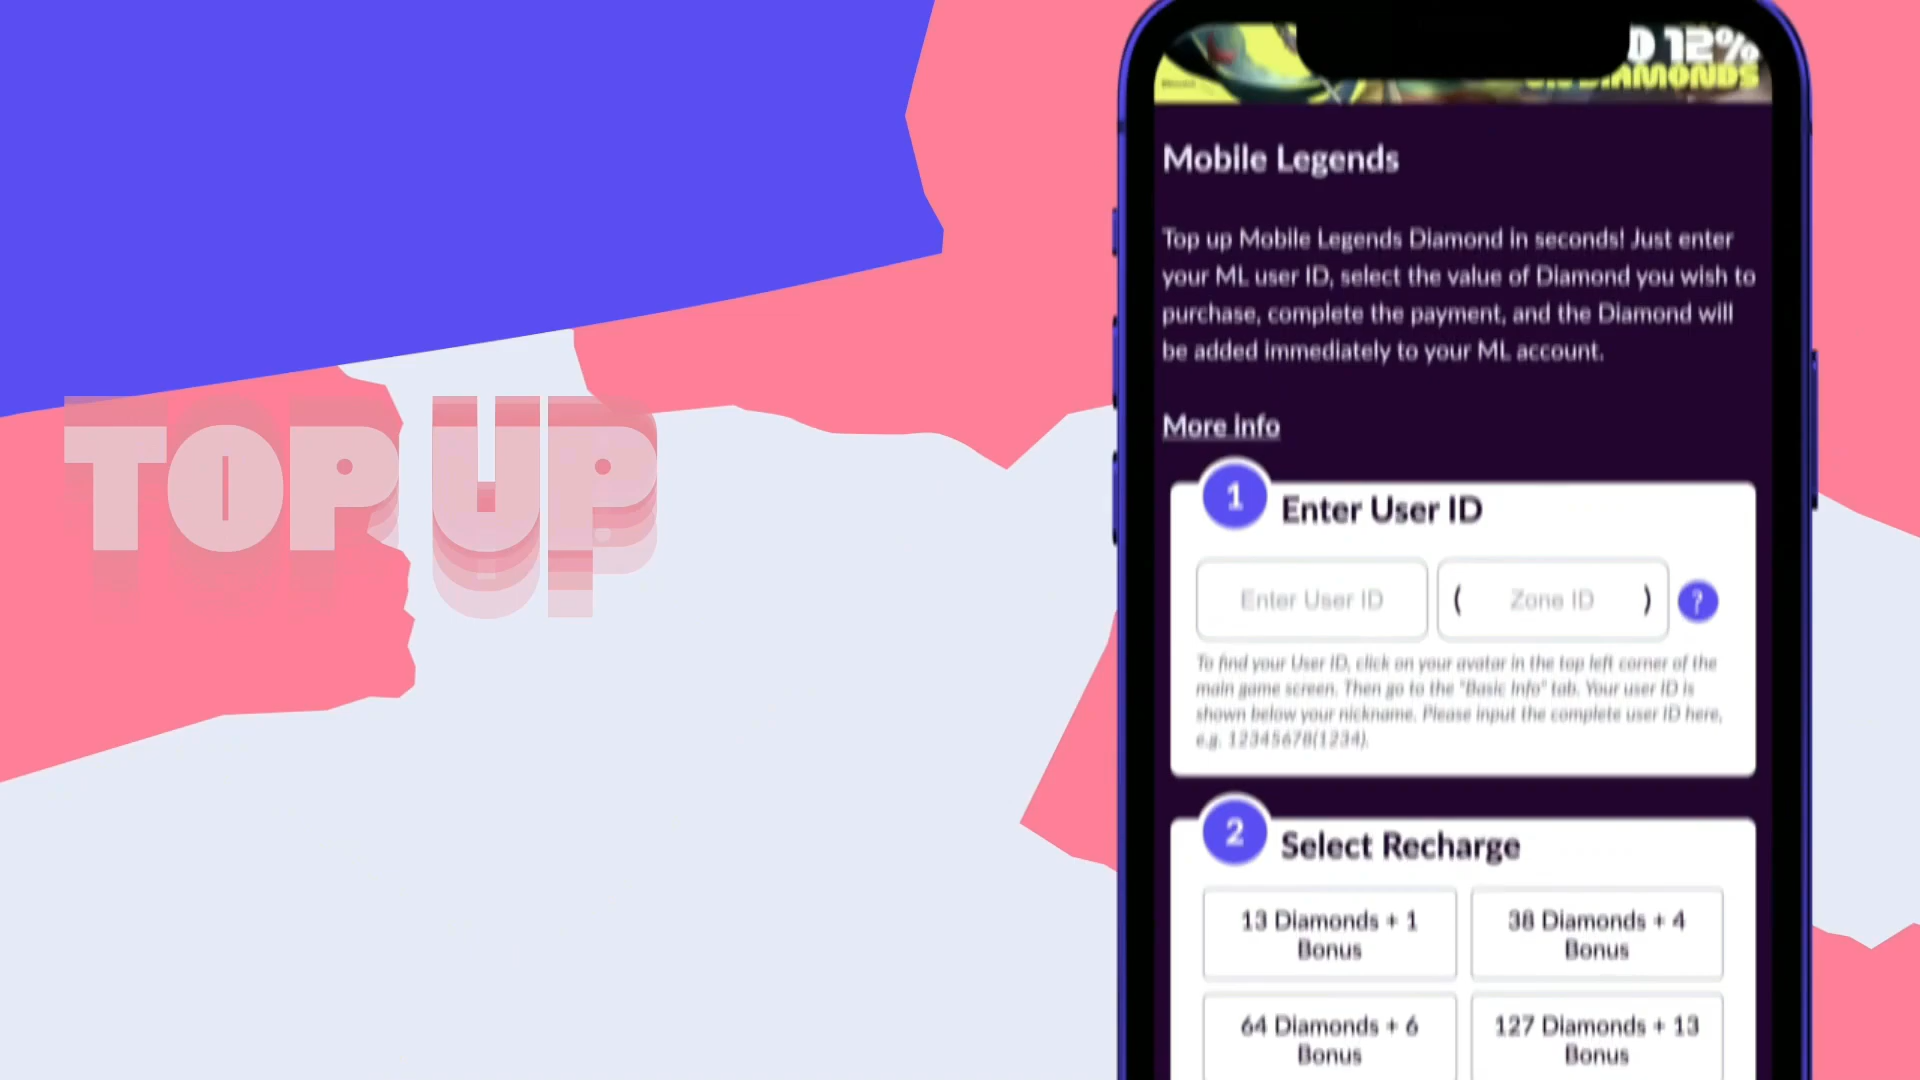 TOP UP
D 12%
DIAMONDS
Mobile Legends
Top up Mobile Legends Diamond in seconds! Just enter
your ML user ID, select the value of Diamond you wish to
purchase, complete the payment, and the Diamond will
be added immediately to your ML account.
More info
1 Enter User ID
Enter User ID ( Zone ID ) ?
To find your User ID, click on your avatar in the top left corner of the
main game screen. Then go to the "Basic Info" tab. Your user ID is
shown below your nickname. Please input the complete user ID here,
e.g. 12345678(1234).
2 Select Recharge
13 Diamonds + 1
Bonus
38 Diamonds + 4
Bonus
64 Diamonds + 6
Bonus
127 Diamonds + 13
Bonus